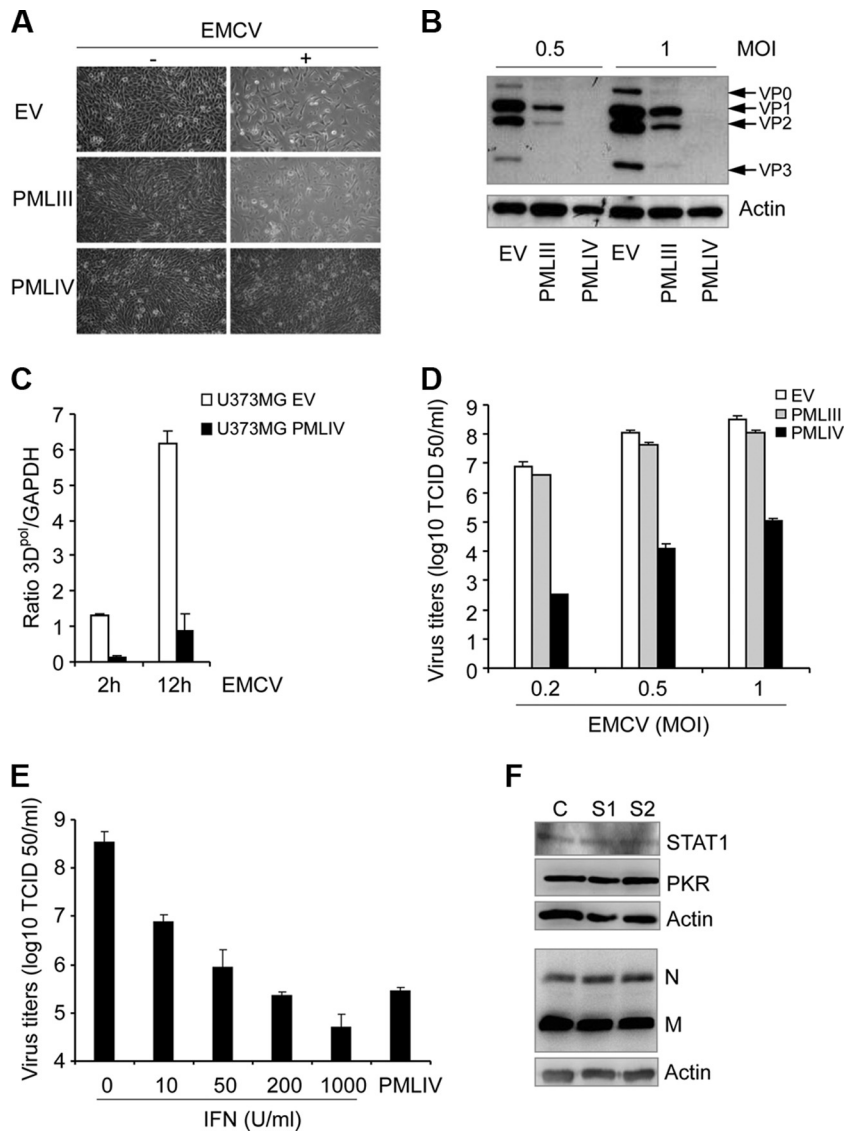 A
EMCV
- +
EV
PMLIII
PMLIV
B
0.5 1 MOI
VP0
VP1
VP2
VP3
Actin
EV PMLIII PMLIV EV PMLIII PMLIV
C
U373MG EV
U373MG PMLIV
Ratio 3Dpol/GAPDH
7
6
5
4
3
2
1
0
2h 12h EMCV
D
EV
PMLIII
PMLIV
Virus titers (log10 TCID 50/ml)
9
8
7
6
5
4
3
2
1
0
0.2 0.5 1
EMCV (MOI)
E
Virus titers (log10 TCID 50/ml)
9
8
7
6
5
4
0 10 50 200 1000 PMLIV
IFN (U/ml)
F
C S1 S2
STAT1
PKR
Actin
N
M
Actin